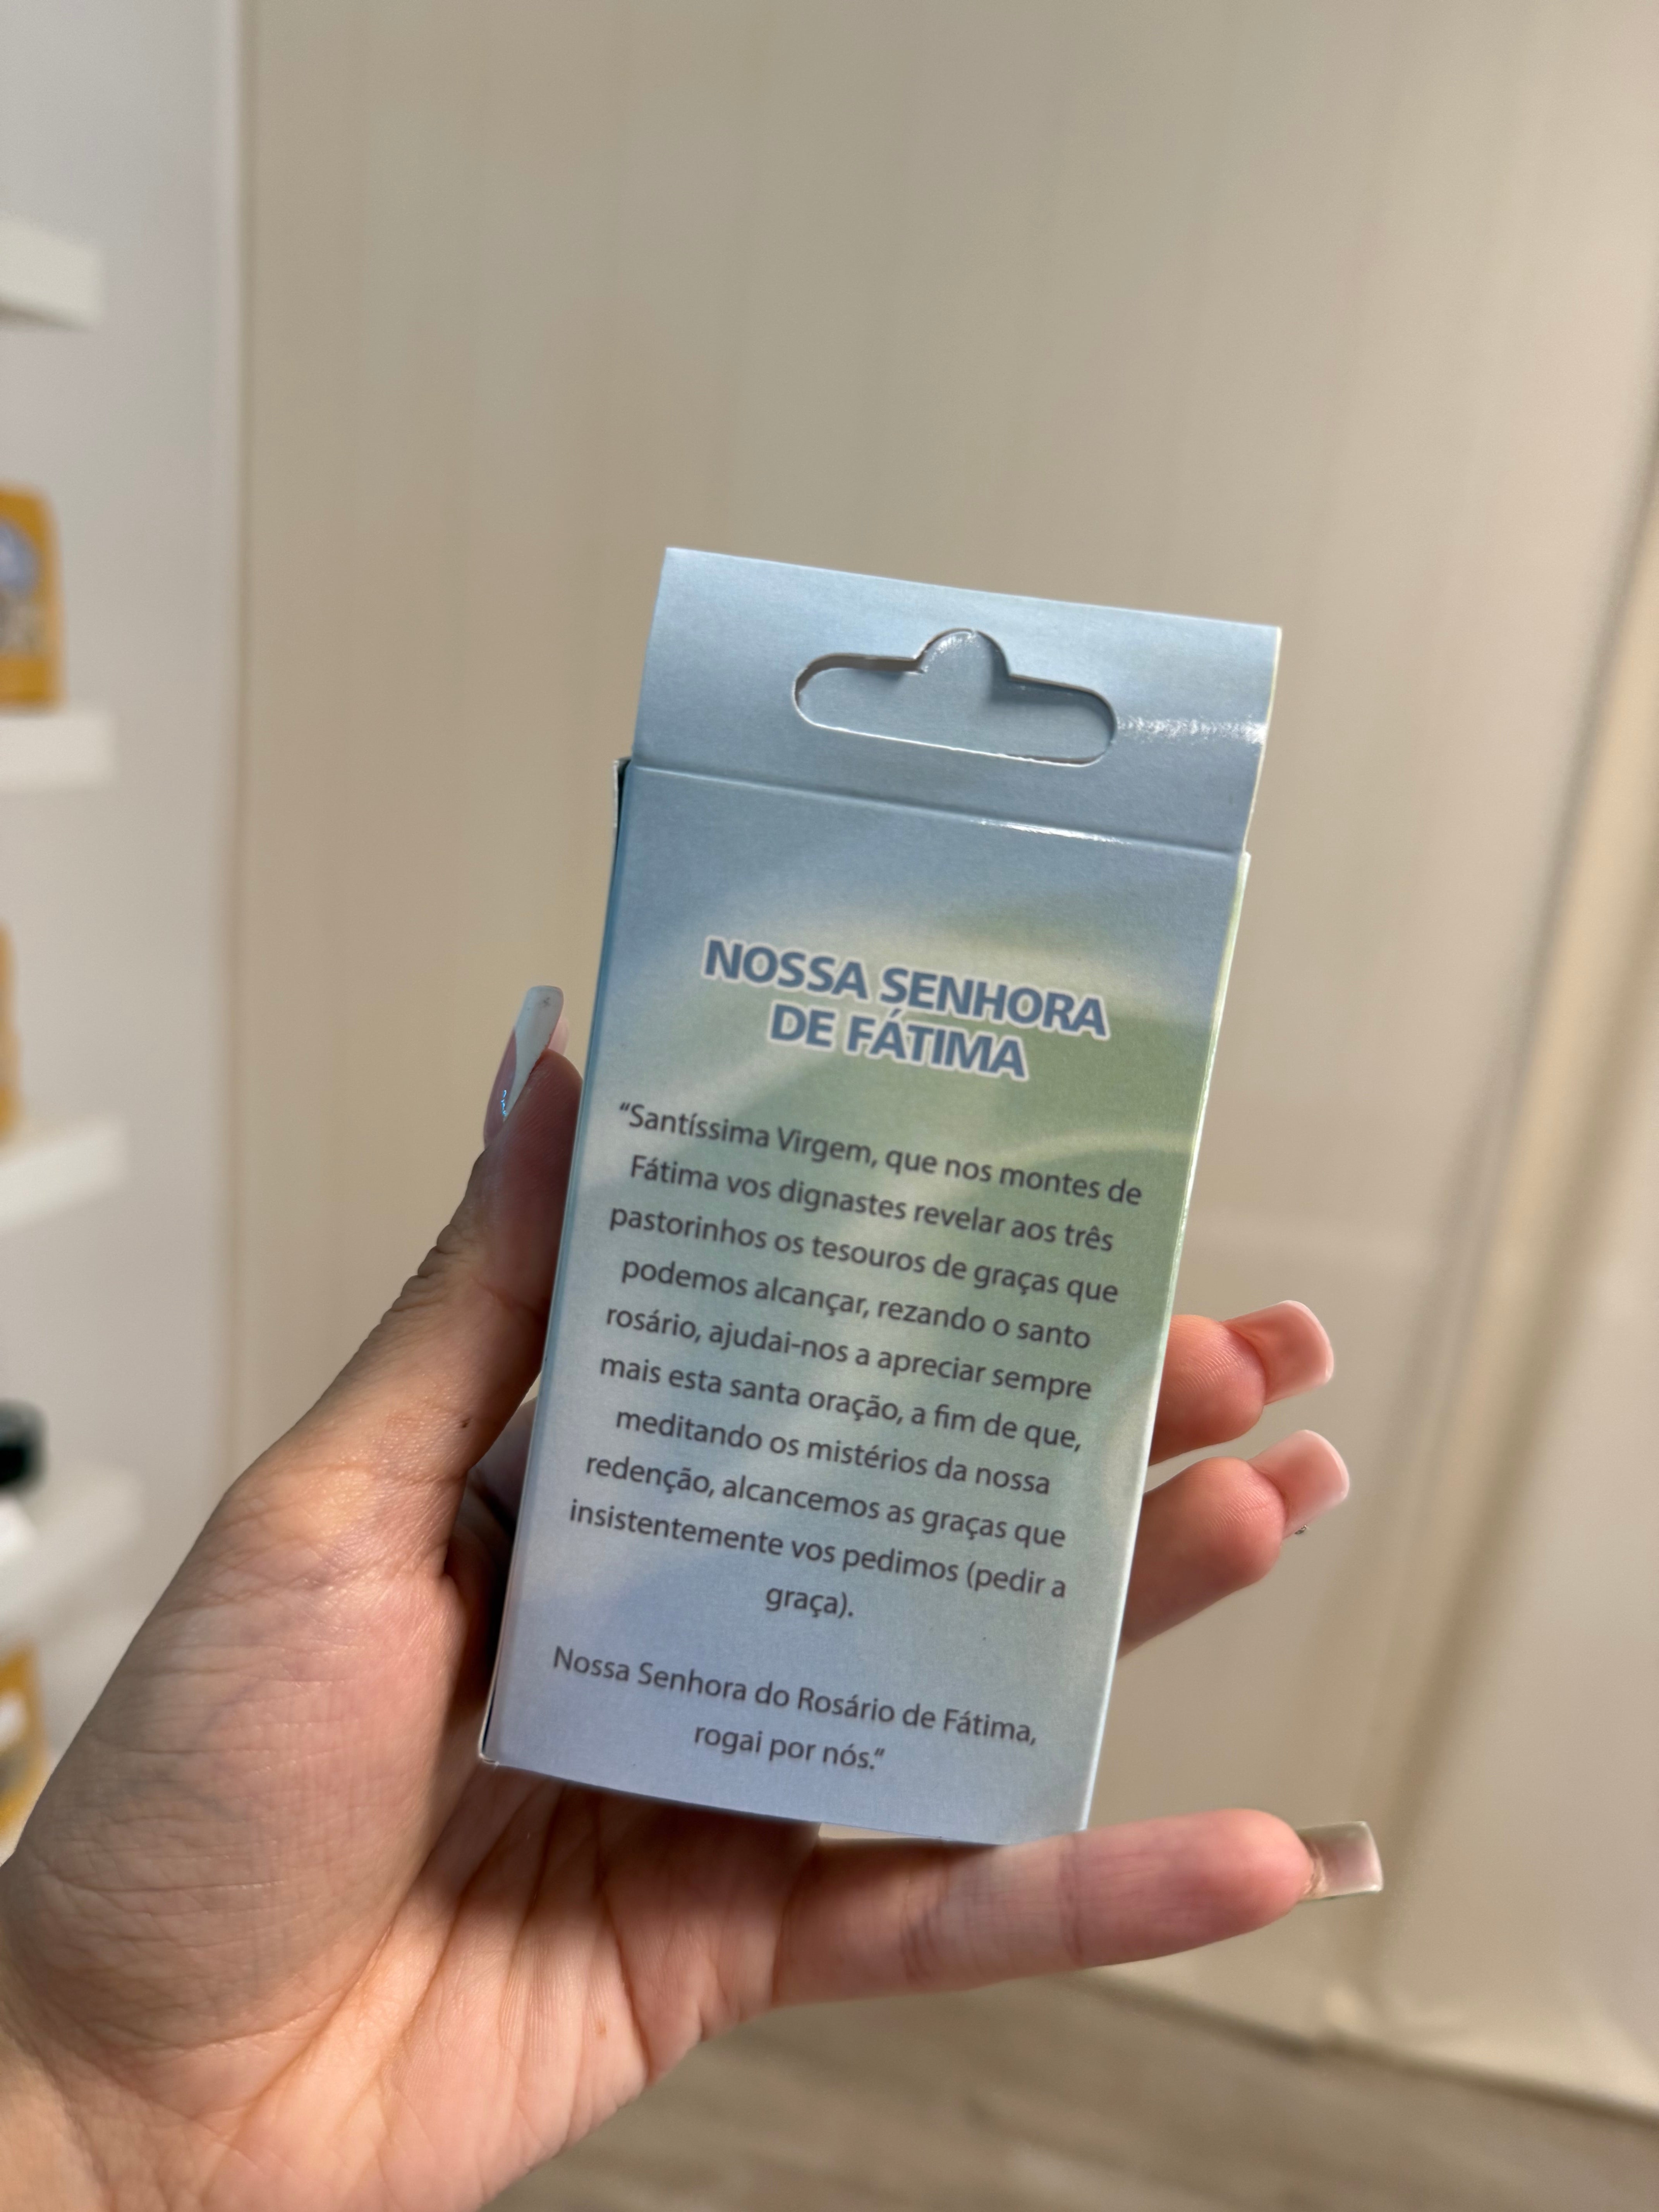 NOSSA SENHORA
DE FÁTIMA
“Santíssima Virgem, que nos montes de
Fátima vos dignastes revelar aos três
pastorinhos os tesouros de graças que
podemos alcançar, rezando o santo
rosário, ajudai-nos a apreciar sempre
mais esta santa oração, a fim de que,
meditando os mistérios da nossa
redenção, alcancemos as graças que
insistentemente vos pedimos (pedir a
graça).
Nossa Senhora do Rosário de Fátima,
rogai por nós.“